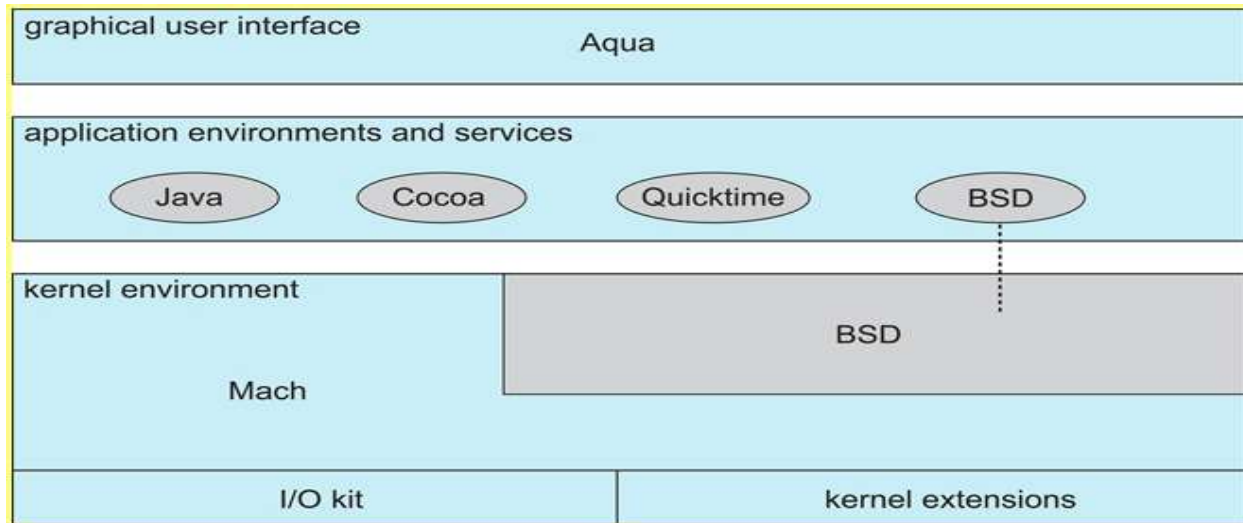 graphical user interface
Aqua
application environments and services
Java Cocoa Quicktime BSD
kernel environment
BSD
Mach
I/O kit kernel extensions